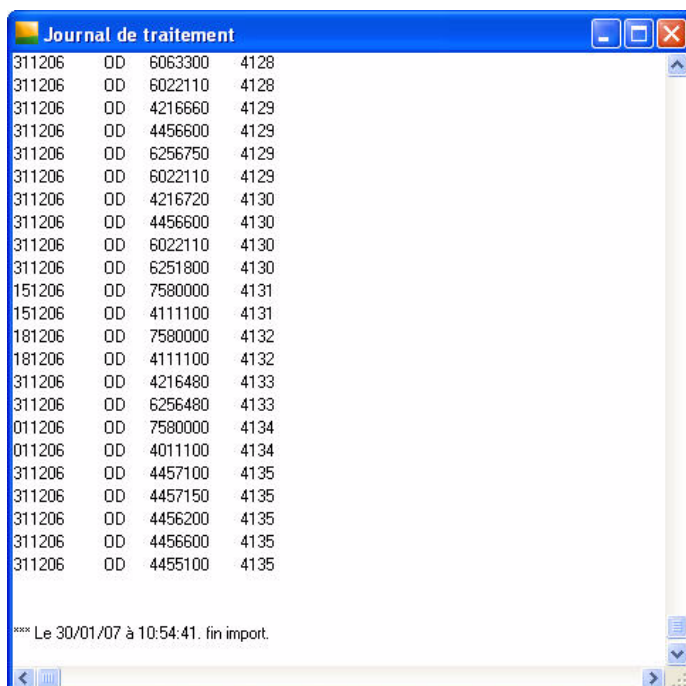 Journal de traitement
311206 OD 6063300 4128
311206 OD 6022110 4128
311206 OD 4216660 4129
311206 OD 4456600 4129
311206 OD 6256750 4129
311206 OD 6022110 4129
311206 OD 4216720 4130
311206 OD 4456600 4130
311206 OD 6022110 4130
311206 OD 6251800 4130
151206 OD 7580000 4131
151206 OD 4111100 4131
181206 OD 7580000 4132
181206 OD 4111100 4132
311206 OD 4216480 4133
311206 OD 6256480 4133
011206 OD 7580000 4134
011206 OD 4011100 4134
311206 OD 4457100 4135
311206 OD 4457150 4135
311206 OD 4456200 4135
311206 OD 4456600 4135
311206 OD 4455100 4135
*** Le 30/01/07 à 10:54:41. fin import.